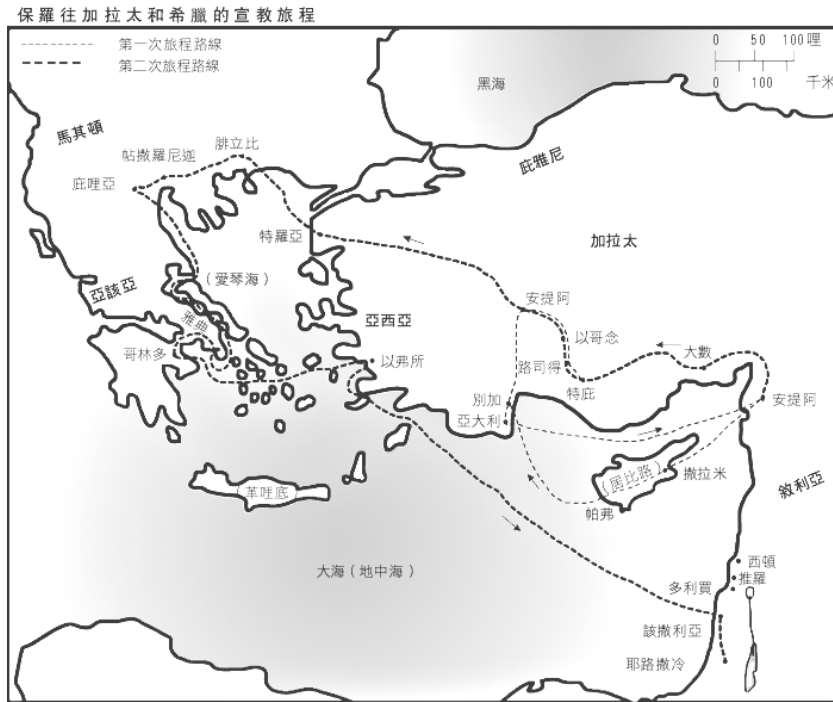 保羅往加拉太和希臘的宣教旅程
第一次旅程路線
第二次旅程路線
0 50 100 哩
0 100 千米
黑海
馬其頓
腓立比
帖撒羅尼迦
庇哩亞
庇雅尼
特羅亞
加拉太
(愛琴海)
亞該亞
安提阿
雅典
亞西亞
以哥念
哥林多
以弗所
路司得
大數
特庇
別加
安提阿
亞大利
(居比路)
撒拉米
敘利亞
革哩底
帕弗
大海(地中海)
西頓
推羅
多利買
該撒利亞
耶路撒冷